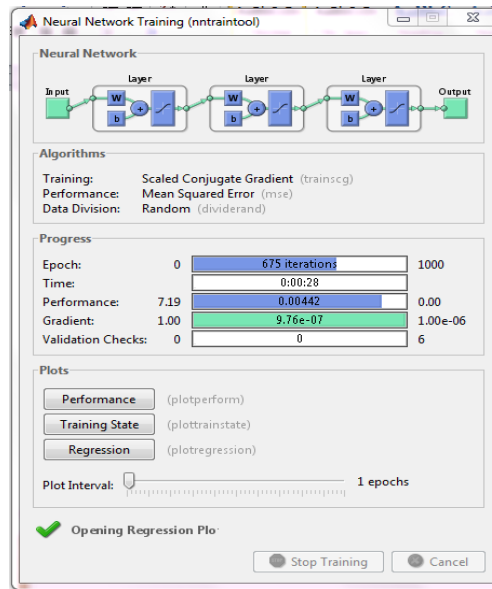 Neural Network Training (nntraintool)
Neural Network
Layer Layer Layer
Input Output
W W W
+ + +
b b b
Algorithms
Training: Scaled Conjugate Gradient (trainscg)
Performance: Mean Squared Error (mse)
Data Division: Random (dividerand)
Progress
Epoch: 0 675 iterations 1000
Time: 0:00:28
Performance: 7.19 0.00442 0.00
Gradient: 1.00 9.76e-07 1.00e-06
Validation Checks: 0 0 6
Plots
Performance (plotperform)
Training State (plottrainstate)
Regression (plotregression)
Plot Interval: 1 epochs
Opening Regression Plo
Stop Training Cancel